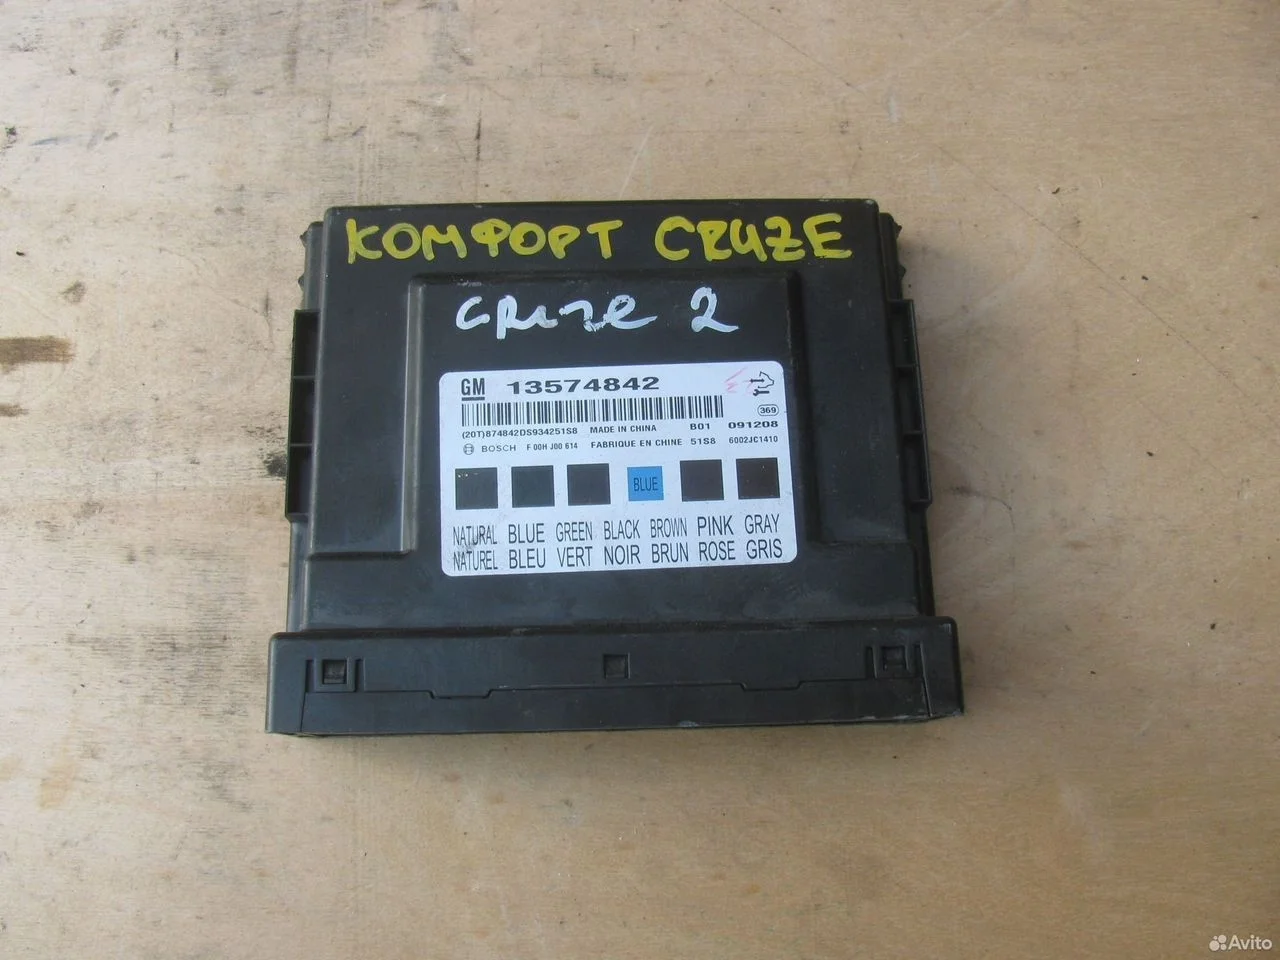 КОМФОРТ CRUZE
Cruze 2
GM 13574842
369
(20T)874842DS934251S8 MADE IN CHINA B01 091208
BOSCH F 00H J00 614 FABRIQUE EN CHINE 51S8 6002JC1410
BLUE
NATURAL BLUE GREEN BLACK BROWN PINK GRAY
NATUREL BLEU VERT NOIR BRUN ROSE GRIS
Avito